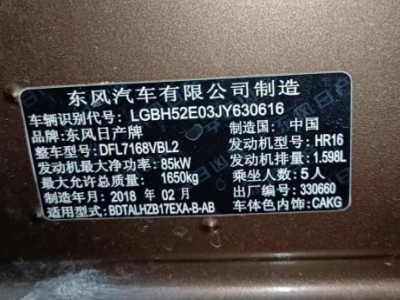 东风汽车有限公司制造
车辆识别代号: LGBH52E03JY630616
品牌:东风日产牌 制造国: 中国
整车型号: DFL7168VBL2 发动机型号: HR16
发动机最大净功率: 85kW 发动机排量: 1.598L
最大允许总质量: 1650kg 乘坐人数: 5人
制造年月: 2018 年 02月 出厂编号: 330660
适用型式: BDTALHZB17EXA-B-AB 车体色内饰: CAKG